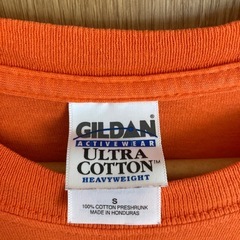 GILDAN
ACTIVEWEAR
ULTRA
COTTON
HEAVYWEIGHT
S
100% COTTON PRESHRUNK
MADE IN HONDURAS